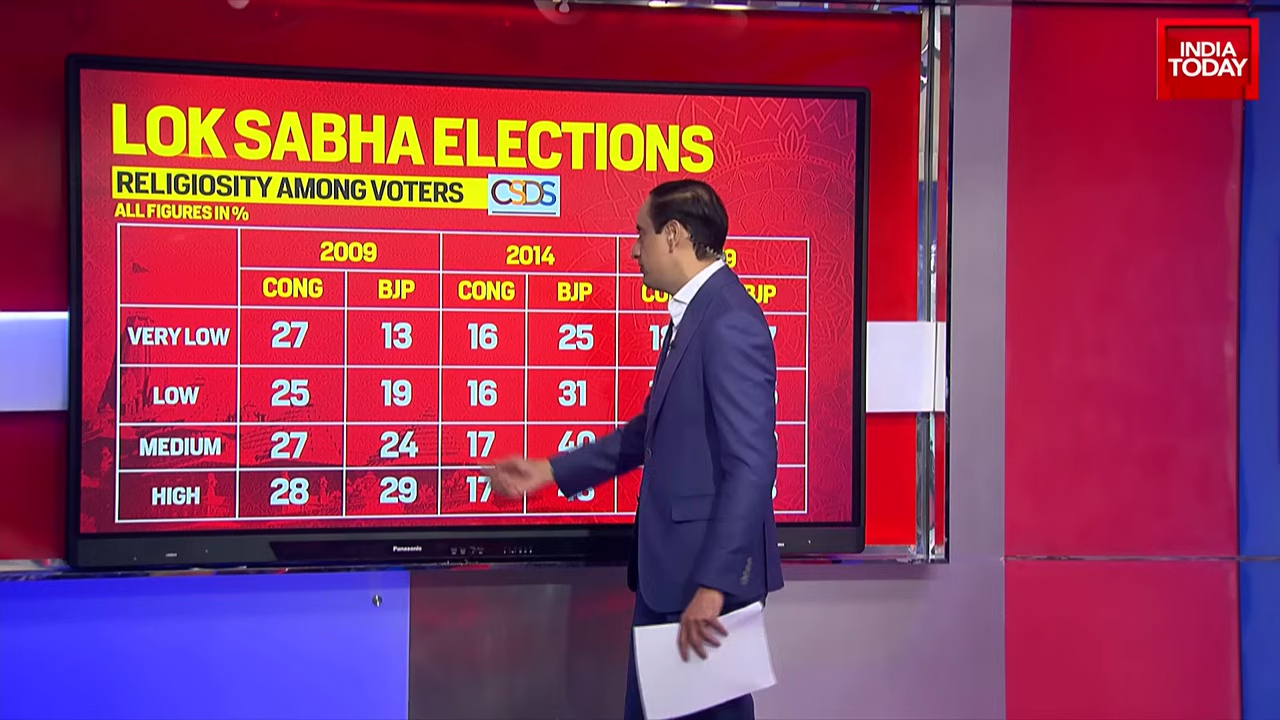 INDIA
TODAY
LOK SABHA ELECTIONS
RELIGIOSITY AMONG VOTERS CSDS
ALL FIGURES IN %
2009 2014
CONG BJP CONG BJP
VERY LOW 27 13 16 25
LOW 25 19 16 31
MEDIUM 27 24 17
HIGH 28 29 17
Panasonic